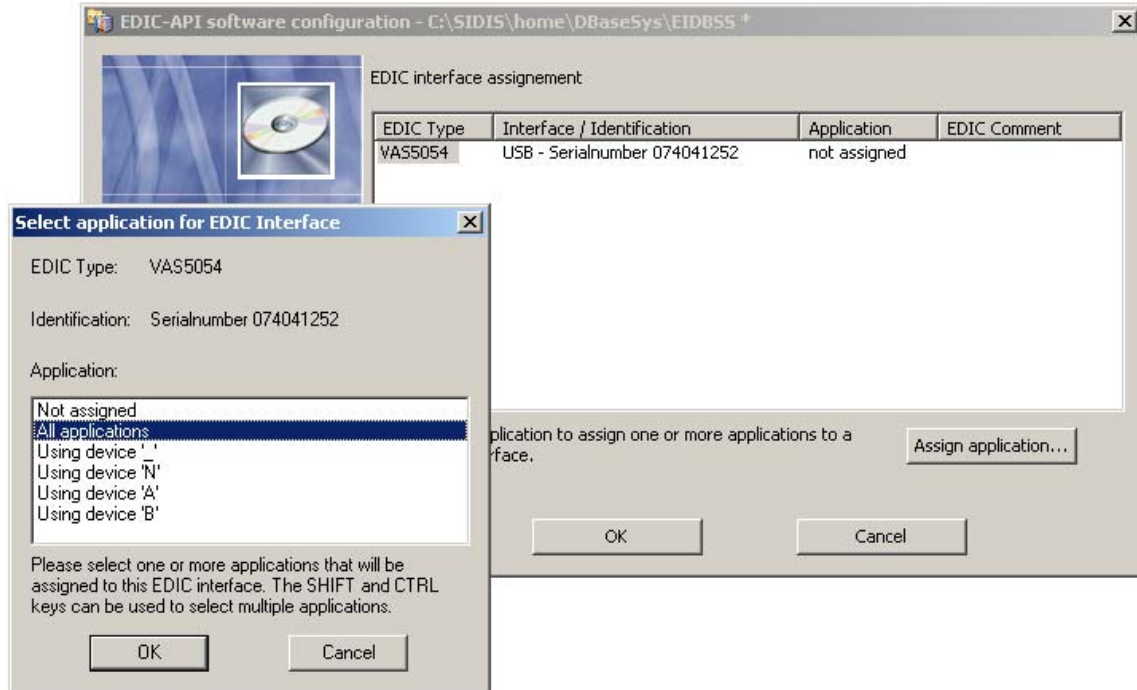 EDIC-API software configuration - C:\SIDIS\home\DBaseSys\EIDBSS *
EDIC interface assignement
EDIC Type Interface / Identification Application EDIC Comment
VAS5054 USB - Serialnumber 074041252 not assigned
plication to assign one or more applications to a
rface.
Assign application...
OK Cancel
Select application for EDIC Interface
EDIC Type: VAS5054
Identification: Serialnumber 074041252
Application:
Not assigned
All applications
Using device '_'
Using device 'N'
Using device 'A'
Using device 'B'
Please select one or more applications that will be
assigned to this EDIC interface. The SHIFT and CTRL
keys can be used to select multiple applications.
OK Cancel